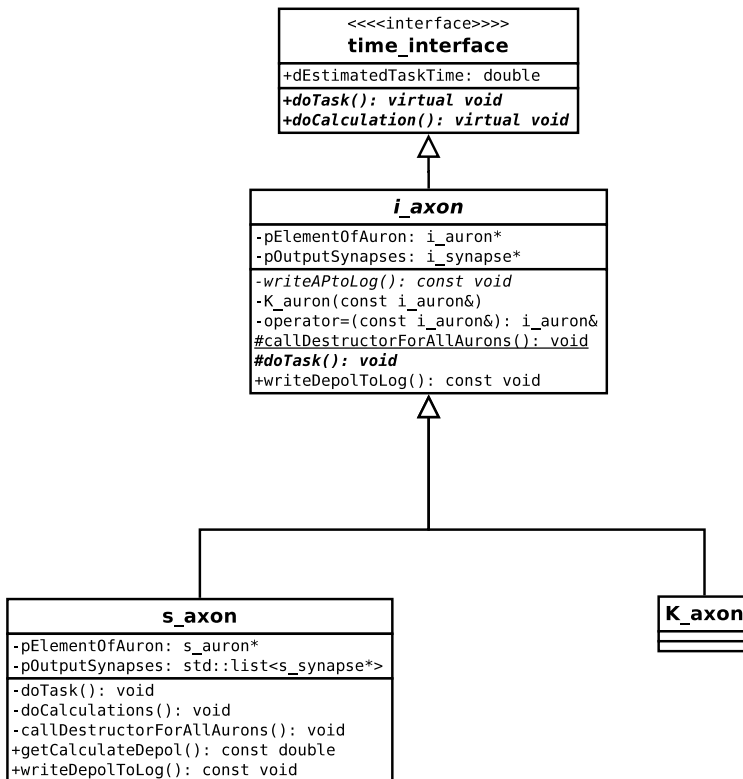 <<<<interface>>>>
time_interface
+dEstimatedTaskTime: double
+doTask(): virtual void
+doCalculation(): virtual void
i_axon
-pElementOfAuron: i_auron*
-pOutputSynapses: i_synapse*
-writeAPtoLog(): const void
-K_auron(const i_auron&)
-operator=(const i_auron&): i_auron&
#callDestructorForAllAurons(): void
#doTask(): void
+writeDepolToLog(): const void
s_axon
-pElementOfAuron: s_auron*
-pOutputSynapses: std::list<s_synapse*>
-doTask(): void
-doCalculations(): void
-callDestructorForAllAurons(): void
+getCalculateDepol(): const double
+writeDepolToLog(): const void
K_axon